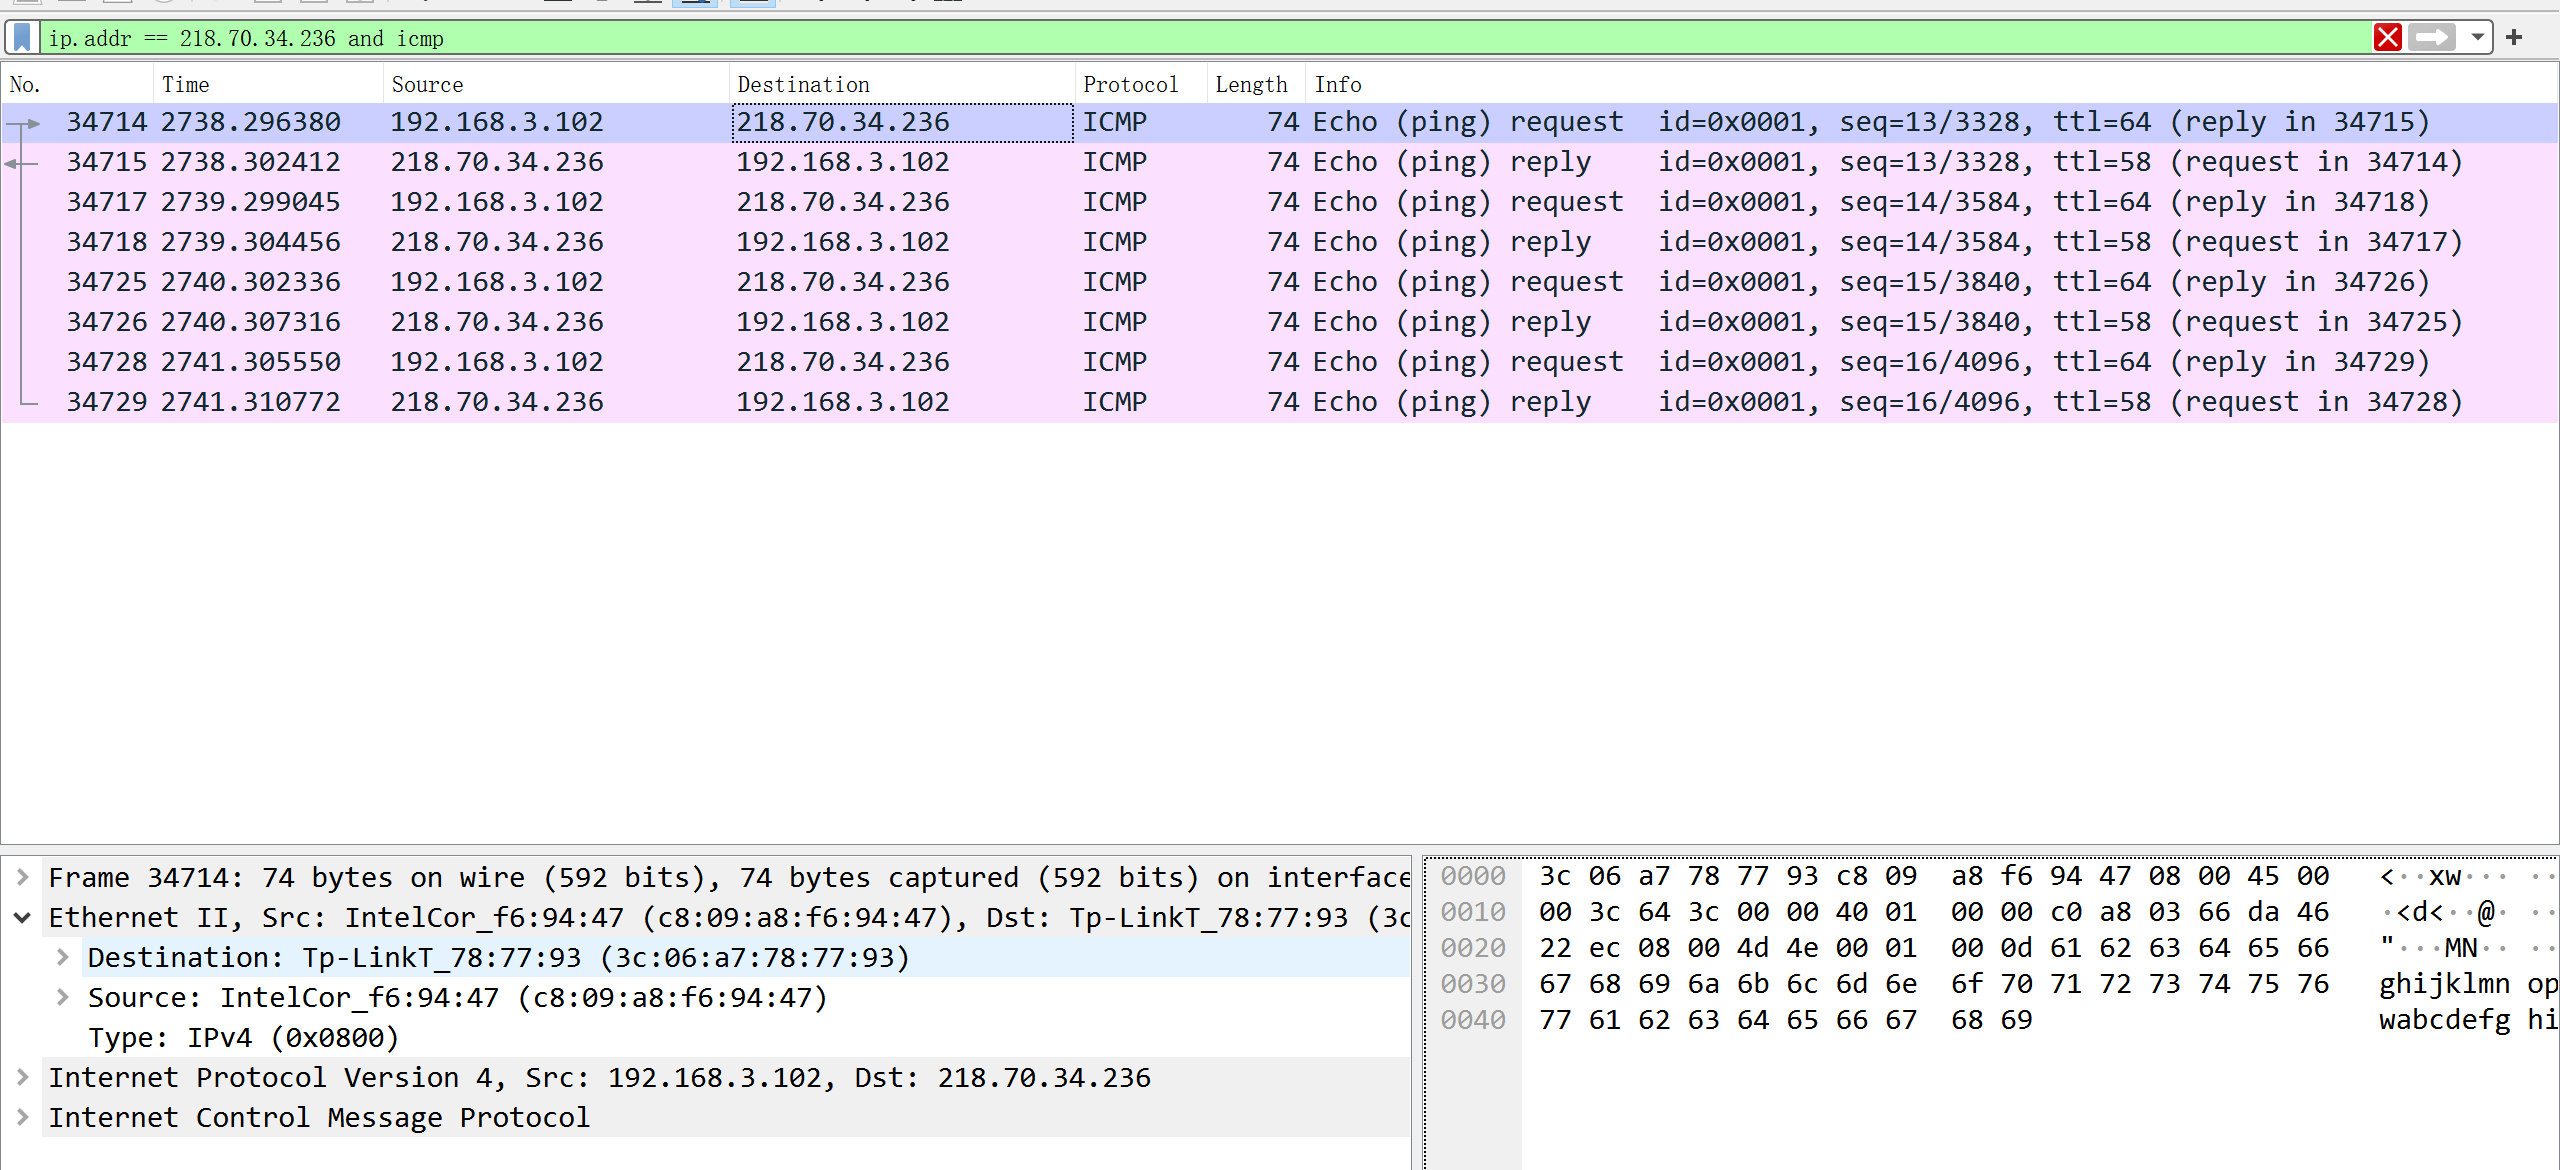 ip.addr == 218.70.34.236 and icmp
No. Time Source Destination Protocol Length Info
34714 2738.296380 192.168.3.102 218.70.34.236 ICMP 74 Echo (ping) request id=0x0001, seq=13/3328, ttl=64 (reply in 34715)
34715 2738.302412 218.70.34.236 192.168.3.102 ICMP 74 Echo (ping) reply id=0x0001, seq=13/3328, ttl=58 (request in 34714)
34717 2739.299045 192.168.3.102 218.70.34.236 ICMP 74 Echo (ping) request id=0x0001, seq=14/3584, ttl=64 (reply in 34718)
34718 2739.304456 218.70.34.236 192.168.3.102 ICMP 74 Echo (ping) reply id=0x0001, seq=14/3584, ttl=58 (request in 34717)
34725 2740.302336 192.168.3.102 218.70.34.236 ICMP 74 Echo (ping) request id=0x0001, seq=15/3840, ttl=64 (reply in 34726)
34726 2740.307316 218.70.34.236 192.168.3.102 ICMP 74 Echo (ping) reply id=0x0001, seq=15/3840, ttl=58 (request in 34725)
34728 2741.305550 192.168.3.102 218.70.34.236 ICMP 74 Echo (ping) request id=0x0001, seq=16/4096, ttl=64 (reply in 34729)
34729 2741.310772 218.70.34.236 192.168.3.102 ICMP 74 Echo (ping) reply id=0x0001, seq=16/4096, ttl=58 (request in 34728)
Frame 34714: 74 bytes on wire (592 bits), 74 bytes captured (592 bits) on interface
Ethernet II, Src: IntelCor_f6:94:47 (c8:09:a8:f6:94:47), Dst: Tp-LinkT_78:77:93 (3c
Destination: Tp-LinkT_78:77:93 (3c:06:a7:78:77:93)
Source: IntelCor_f6:94:47 (c8:09:a8:f6:94:47)
Type: IPv4 (0x0800)
Internet Protocol Version 4, Src: 192.168.3.102, Dst: 218.70.34.236
Internet Control Message Protocol
0000 3c 06 a7 78 77 93 c8 09 a8 f6 94 47 08 00 45 00 <··xw··· ··
0010 00 3c 64 3c 00 00 40 01 00 00 c0 a8 03 66 da 46 ·<d<··@· ··
0020 22 ec 08 00 4d 4e 00 01 00 0d 61 62 63 64 65 66 "···MN·· ··
0030 67 68 69 6a 6b 6c 6d 6e 6f 70 71 72 73 74 75 76 ghijklmn op
0040 77 61 62 63 64 65 66 67 68 69 wabcdefg hi